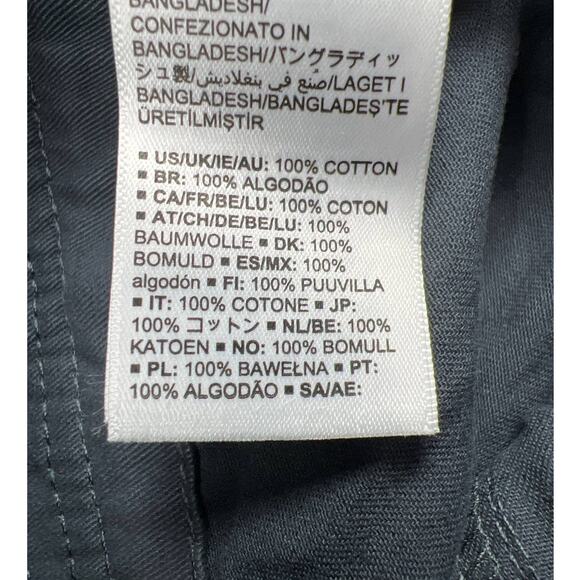 BANGLADESH/
CONFEZIONATO IN
BANGLADESH/バングラディッ
シュ製/صُنع في بنغلاديش/LAGET I
BANGLADESH/BANGLADEŞ'TE
ÜRETİLMİŞTİR
▪ US/UK/IE/AU: 100% COTTON
▪ BR: 100% ALGODÃO
▪ CA/FR/BE/LU: 100% COTON
▪ AT/CH/DE/BE/LU: 100%
BAUMWOLLE ▪ DK: 100%
BOMULD ▪ ES/MX: 100%
algodón ▪ FI: 100% PUUVILLA
▪ IT: 100% COTONE ▪ JP:
100% コットン ▪ NL/BE: 100%
KATOEN ▪ NO: 100% BOMULL
▪ PL: 100% BAWEŁNA ▪ PT:
100% ALGODÃO ▪ SA/AE: